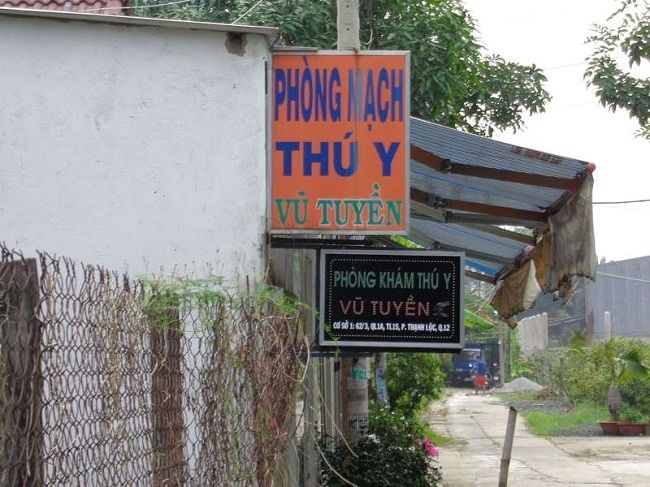 PHÒNG MẠCH
THÚ Y
VŨ TUYỀN
PHÒNG KHÁM THÚ Y
VŨ TUYỀN
CƠ SỞ 1: 62/3, QL1A, TL15, P. THẠNH LỘC, Q.12